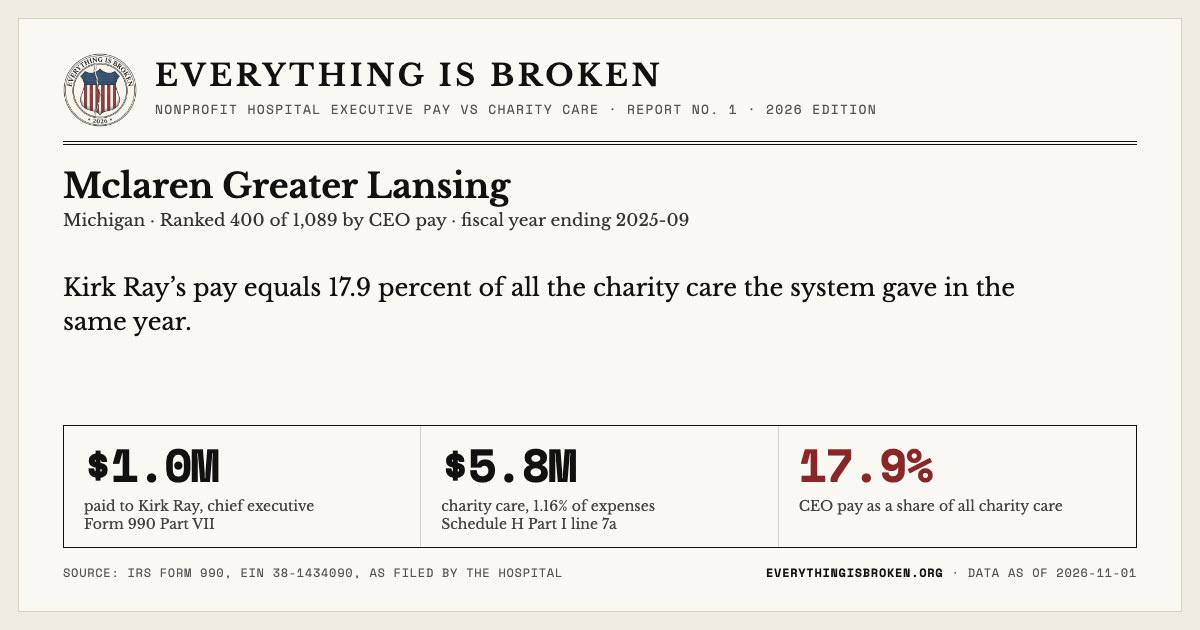 EVERYTHING IS BROKEN
2026
EVERYTHING IS BROKEN
NONPROFIT HOSPITAL EXECUTIVE PAY VS CHARITY CARE · REPORT NO. 1 · 2026 EDITION
Mclaren Greater Lansing
Michigan · Ranked 400 of 1,089 by CEO pay · fiscal year ending 2025-09
Kirk Ray’s pay equals 17.9 percent of all the charity care the system gave in the
same year.
$1.0M
paid to Kirk Ray, chief executive
Form 990 Part VII
$5.8M
charity care, 1.16% of expenses
Schedule H Part I line 7a
17.9%
CEO pay as a share of all charity care
SOURCE: IRS FORM 990, EIN 38-1434090, AS FILED BY THE HOSPITAL
EVERYTHINGISBROKEN.ORG · DATA AS OF 2026-11-01